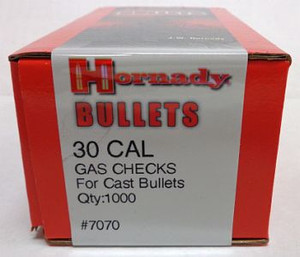 Hornady
BULLETS
30 CAL
GAS CHECKS
For Cast Bullets
Qty:1000
#7070